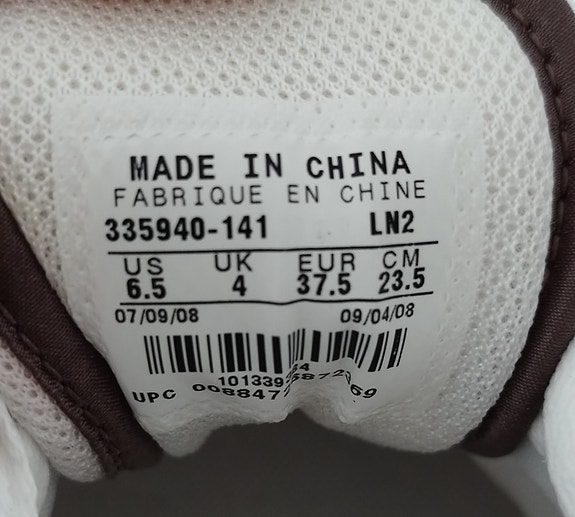 MADE IN CHINA
FABRIQUE EN CHINE
335940-141 LN2
US UK EUR CM
6.5 4 37.5 23.5
07/09/08 09/04/08
UPC